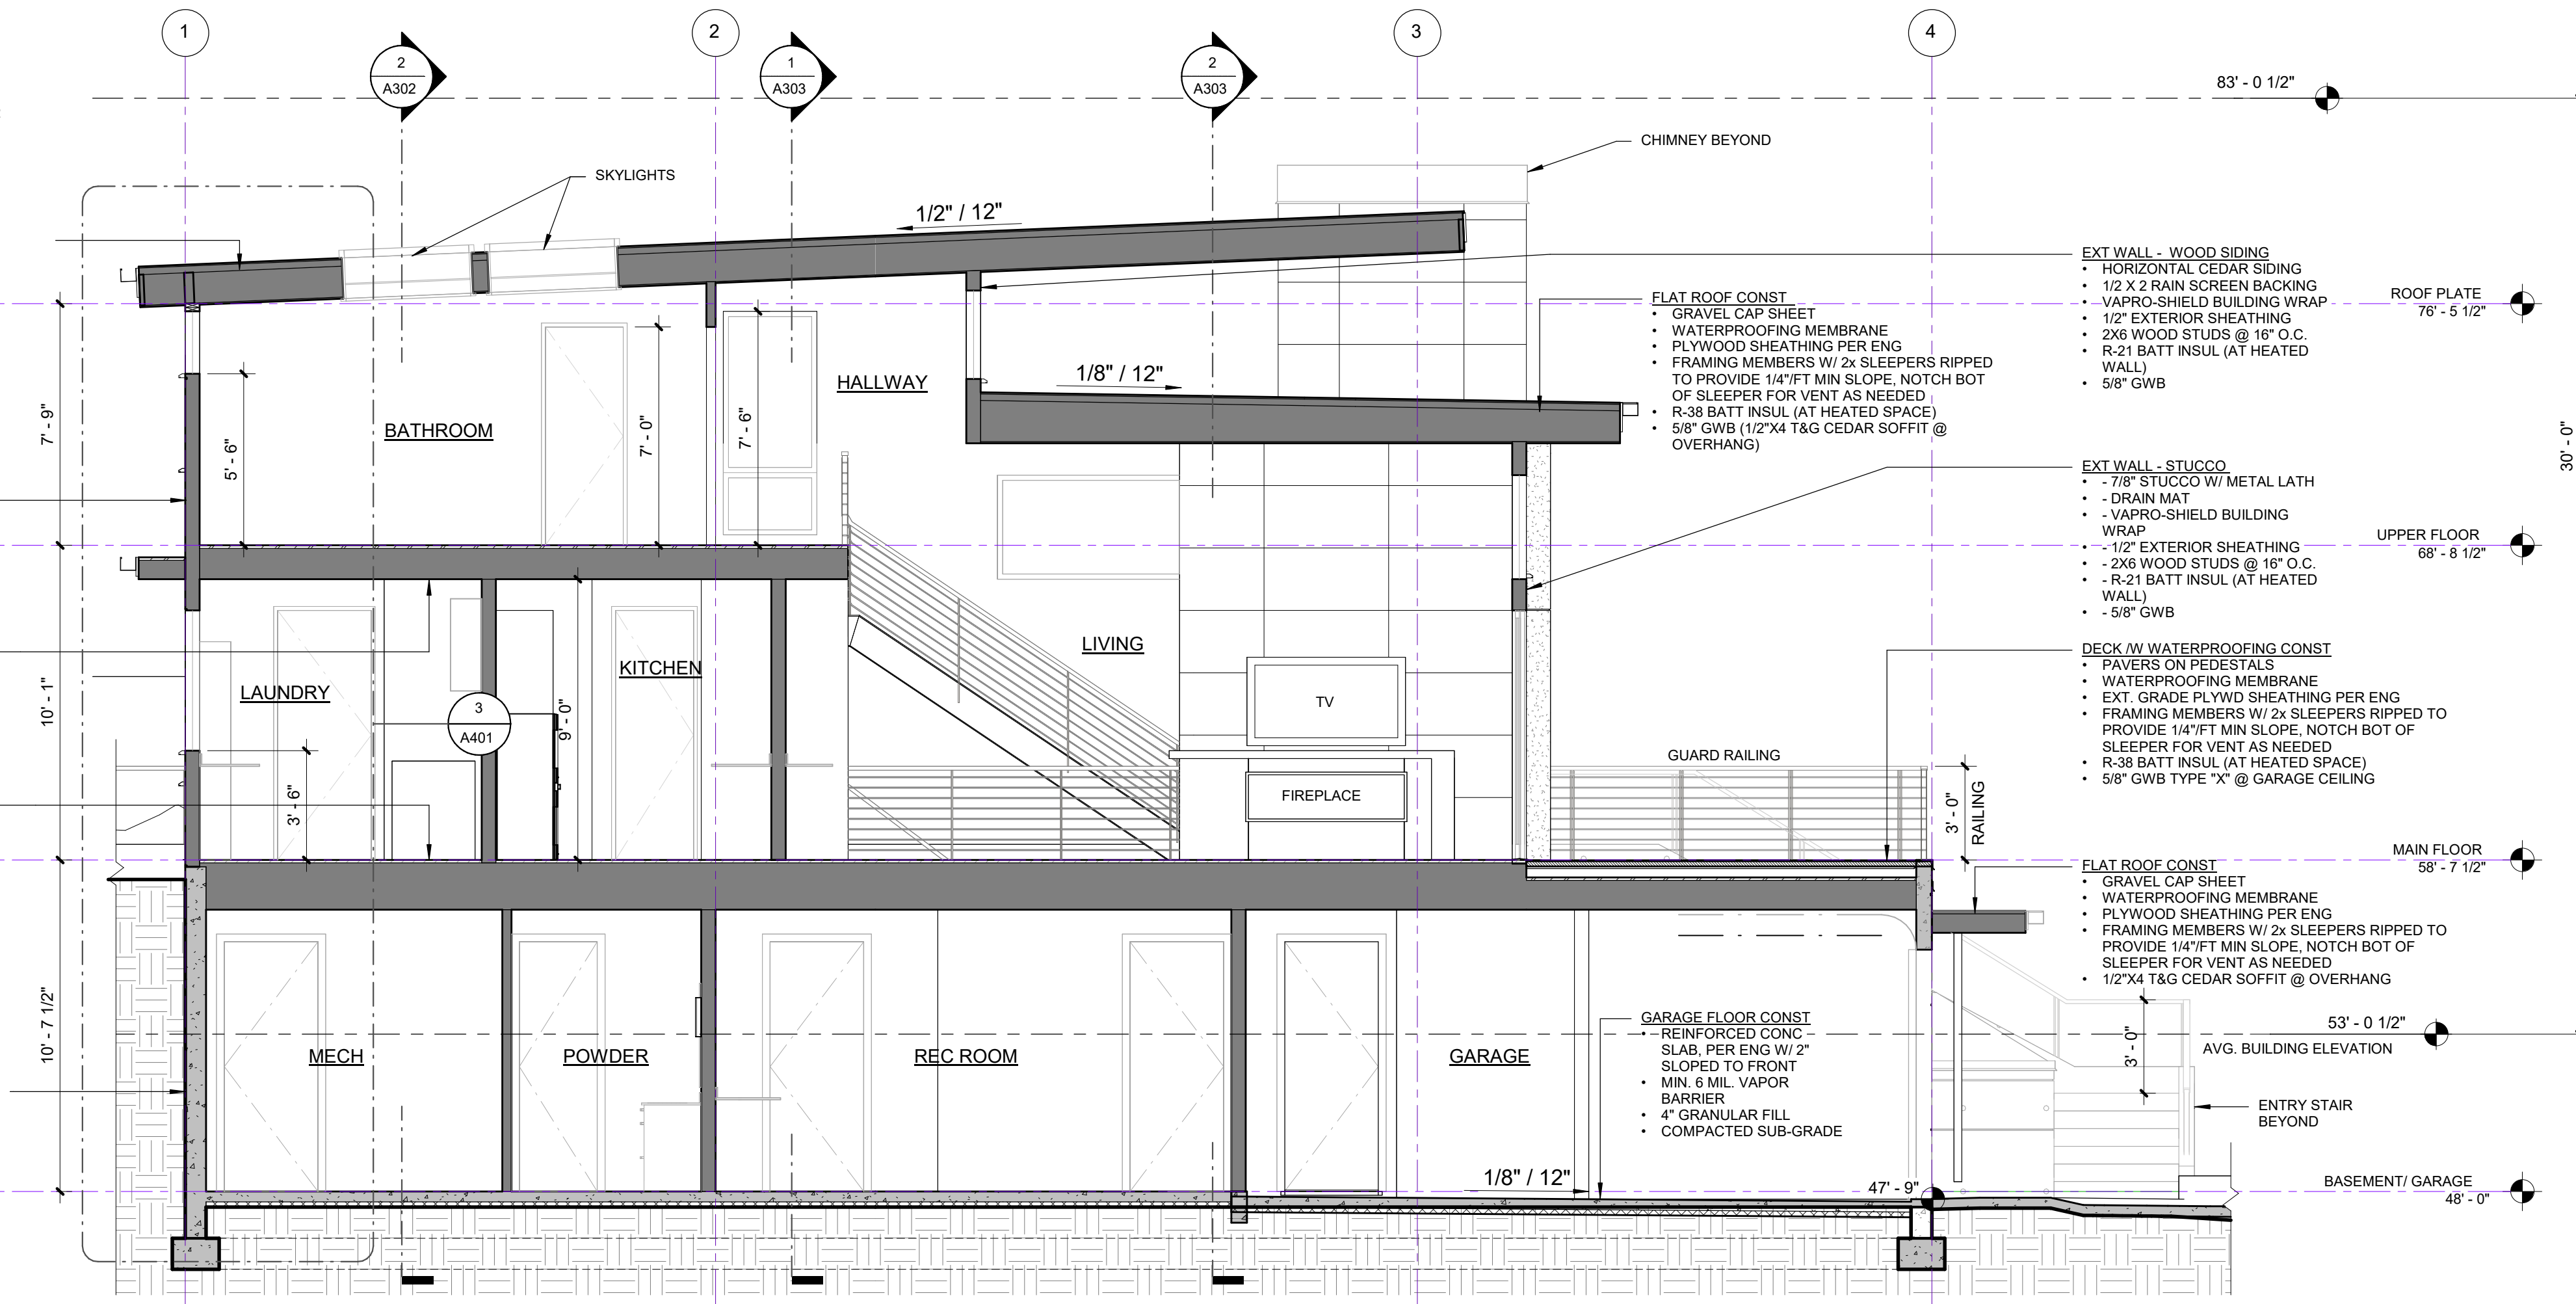 1
2
3
4
2
A302
1
A303
2
A303
83' - 0 1/2"
CHIMNEY BEYOND
SKYLIGHTS
1/2" / 12"
EXT WALL - WOOD SIDING
• HORIZONTAL CEDAR SIDING
• 1/2 X 2 RAIN SCREEN BACKING
• VAPRO-SHIELD BUILDING WRAP
• 1/2" EXTERIOR SHEATHING
• 2X6 WOOD STUDS @ 16" O.C.
• R-21 BATT INSUL (AT HEATED
WALL)
• 5/8" GWB
ROOF PLATE
76' - 5 1/2"
FLAT ROOF CONST
• GRAVEL CAP SHEET
• WATERPROOFING MEMBRANE
• PLYWOOD SHEATHING PER ENG
• FRAMING MEMBERS W/ 2x SLEEPERS RIPPED
TO PROVIDE 1/4"/FT MIN SLOPE, NOTCH BOT
OF SLEEPER FOR VENT AS NEEDED
• R-38 BATT INSUL (AT HEATED SPACE)
• 5/8" GWB (1/2"X4 T&G CEDAR SOFFIT @
OVERHANG)
1/8" / 12"
HALLWAY
BATHROOM
7' - 9"
5' - 6"
7' - 0"
7' - 6"
30' - 0"
EXT WALL - STUCCO
• - 7/8" STUCCO W/ METAL LATH
• - DRAIN MAT
• - VAPRO-SHIELD BUILDING
WRAP
• - 1/2" EXTERIOR SHEATHING
• - 2X6 WOOD STUDS @ 16" O.C.
• - R-21 BATT INSUL (AT HEATED
WALL)
• - 5/8" GWB
UPPER FLOOR
68' - 8 1/2"
LIVING
KITCHEN
LAUNDRY
3
A401
10' - 1"
9' - 0"
3' - 6"
TV
FIREPLACE
GUARD RAILING
3' - 0"
RAILING
DECK /W WATERPROOFING CONST
• PAVERS ON PEDESTALS
• WATERPROOFING MEMBRANE
• EXT. GRADE PLYWD SHEATHING PER ENG
• FRAMING MEMBERS W/ 2x SLEEPERS RIPPED TO
PROVIDE 1/4"/FT MIN SLOPE, NOTCH BOT OF
SLEEPER FOR VENT AS NEEDED
• R-38 BATT INSUL (AT HEATED SPACE)
• 5/8" GWB TYPE "X" @ GARAGE CEILING
MAIN FLOOR
58' - 7 1/2"
FLAT ROOF CONST
• GRAVEL CAP SHEET
• WATERPROOFING MEMBRANE
• PLYWOOD SHEATHING PER ENG
• FRAMING MEMBERS W/ 2x SLEEPERS RIPPED TO
PROVIDE 1/4"/FT MIN SLOPE, NOTCH BOT OF
SLEEPER FOR VENT AS NEEDED
• 1/2"X4 T&G CEDAR SOFFIT @ OVERHANG
10' - 7 1/2"
MECH
POWDER
REC ROOM
GARAGE
GARAGE FLOOR CONST
• REINFORCED CONC
SLAB, PER ENG W/ 2"
SLOPED TO FRONT
• MIN. 6 MIL. VAPOR
BARRIER
• 4" GRANULAR FILL
• COMPACTED SUB-GRADE
53' - 0 1/2"
AVG. BUILDING ELEVATION
3' - 0"
ENTRY STAIR
BEYOND
1/8" / 12"
47' - 9"
BASEMENT/ GARAGE
48' - 0"